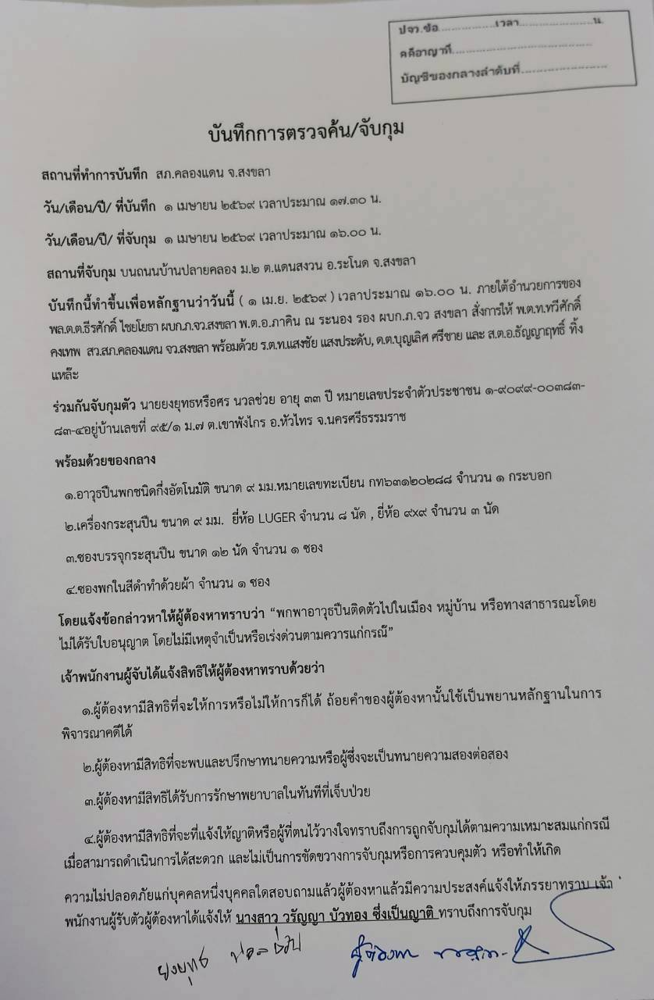 ปจว.ข้อ................เวลา......................น.
คดีอาญาที่..........................................
บัญชีของกลางลำดับที่..........................
บันทึกการตรวจค้น/จับกุม
สถานที่ทำการบันทึก สภ.คลองแดน จ.สงขลา
วัน/เดือน/ปี/ ที่บันทึก ๑ เมษายน ๒๕๖๙ เวลาประมาณ ๑๗.๓๐ น.
วัน/เดือน/ปี/ ที่จับกุม ๑ เมษายน ๒๕๖๙ เวลาประมาณ ๑๖.๐๐ น.
สถานที่จับกุม บนถนนบ้านปลายคลอง ม.๒ ต.แดนสงวน อ.ระโนด จ.สงขลา
บันทึกนี้ทำขึ้นเพื่อหลักฐานว่าวันนี้ ( ๑ เม.ย. ๒๕๖๙ ) เวลาประมาณ ๑๖.๐๐ น. ภายใต้อำนวยการของ
พล.ต.ต.ธีรศักดิ์ ไชยโยธา ผบก.ภ.จว.สงขลา พ.ต.อ.ภาคิน ณ ระนอง รอง ผบก.ภ.จว สงขลา สั่งการให้ พ.ต.ท.ทวีศักดิ์
คงเทพ สว.สภ.คลองแดน จว.สงขลา พร้อมด้วย ร.ต.ท.แสงชัย แสงประดับ, ด.ต.บุญเลิศ ศรีชาย และ ส.ต.อ.ธัญญาฤทธิ์ ทิ้ง
แหล๊ะ
ร่วมกันจับกุมตัว นายยงยุทธหรือศร นวลช่วย อายุ ๓๓ ปี หมายเลขประจำตัวประชาชน ๑-๙๐๙๙-๐๐๓๘๓-
๘๓-๔อยู่บ้านเลขที่ ๙๕/๑ ม.๗ ต.เขาพังไกร อ.หัวไทร จ.นครศรีธรรมราช
พร้อมด้วยของกลาง
๑.อาวุธปืนพกชนิดกึ่งอัตโนมัติ ขนาด ๙ มม.หมายเลขทะเบียน กท๖๓๑๒๐๒๘๘ จำนวน ๑ กระบอก
๒.เครื่องกระสุนปืน ขนาด ๙ มม. ยี่ห้อ LUGER จำนวน ๘ นัด , ยี่ห้อ ๙x๙ จำนวน ๓ นัด
๓.ซองบรรจุกระสุนปืน ขนาด ๑๒ นัด จำนวน ๑ ซอง
๔.ซองพกในสีดำทำด้วยผ้า จำนวน ๑ ซอง
โดยแจ้งข้อกล่าวหาให้ผู้ต้องหาทราบว่า “พกพาอาวุธปืนติดตัวไปในเมือง หมู่บ้าน หรือทางสาธารณะโดย
ไม่ได้รับใบอนุญาต โดยไม่มีเหตุจำเป็นหรือเร่งด่วนตามควารแก่กรณ๊”
เจ้าพนักงานผู้จับได้แจ้งสิทธิให้ผู้ต้องหาทราบด้วยว่า
๑.ผู้ต้องหามีสิทธิที่จะให้การหรือไม่ให้การก็ได้ ถ้อยคำของผู้ต้องหานั้นใช้เป็นพยานหลักฐานในการ
พิจารณาคดีได้
๒.ผู้ต้องหามีสิทธิที่จะพบและปรึกษาทนายความหรือผู้ซึ่งจะเป็นทนายความสองต่อสอง
๓.ผู้ต้องหามีสิทธิได้รับการรักษาพยาบาลในทันทีที่เจ็บป่วย
๔.ผู้ต้องหามีสิทธิที่จะที่แจ้งให้ญาติหรือผู้ที่ตนไว้วางใจทราบถึงการถูกจับกุมได้ตามความเหมาะสมแก่กรณี
เมื่อสามารถดำเนินการได้สะดวก และไม่เป็นการขัดขวางการจับกุมหรือการควบคุมตัว หรือทำให้เกิด
ความไม่ปลอดภัยแก่บุคคลหนึ่งบุคคลใดสอบถามแล้วผู้ต้องหาแล้วมีความประสงค์แจ้งให้ภรรยาทราบ เจ้า
พนักงานผู้รับตัวผู้ต้องหาได้แจ้งให้ นางสาว วรัญญา บัวทอง ซึ่งเป็นญาติ ทราบถึงการจับกุม
ยงยุทธ นวลช่วย ผู้ต้องหา